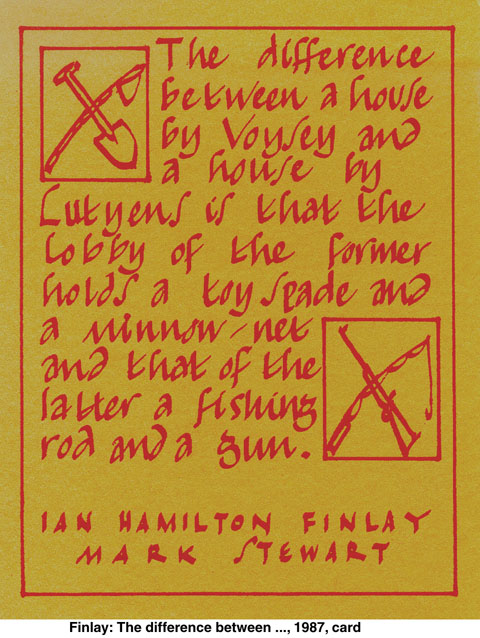 The difference
between a house
by Voysey and
a house by
Lutyens is that the
lobby of the former
holds a toy spade and
a minnow-net
and that of the
latter a fishing
rod and a gun.
IAN HAMILTON FINLAY
MARK STEWART
Finlay: The difference between ..., 1987, card